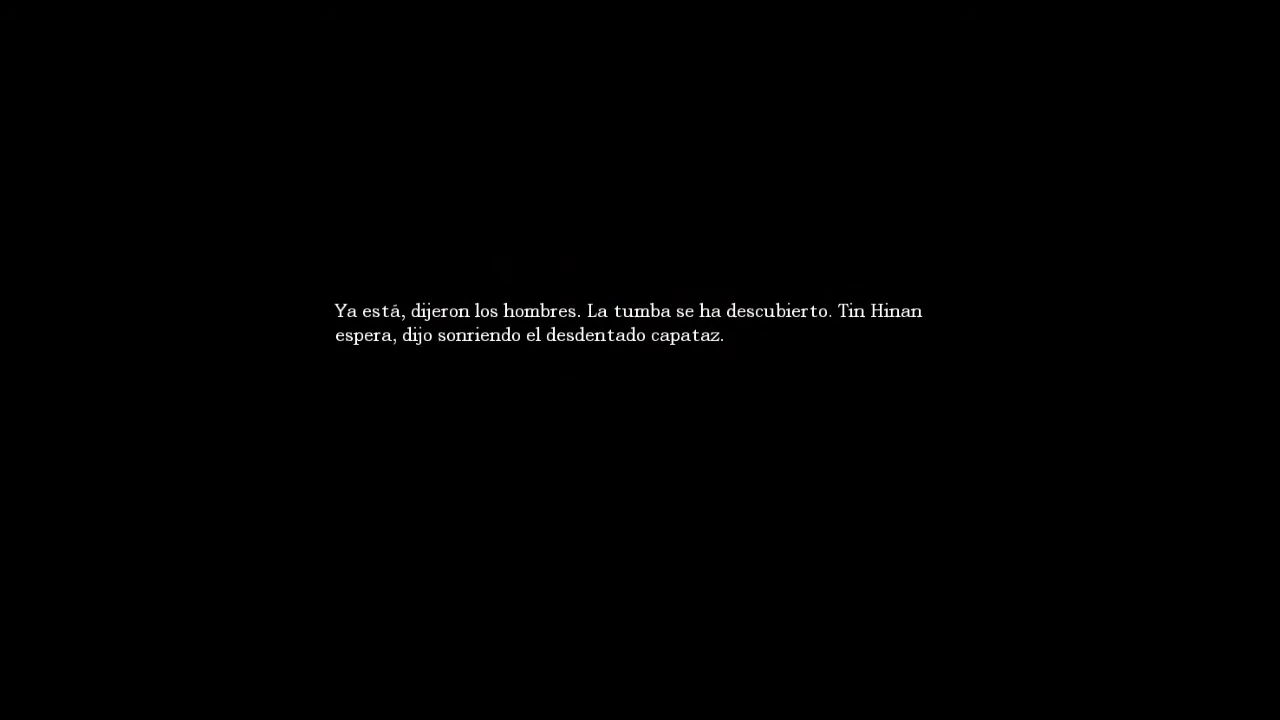 Ya está, dijeron los hombres. La tumba se ha descubierto. Tin Hinan
espera, dijo sonriendo el desdentado capataz.